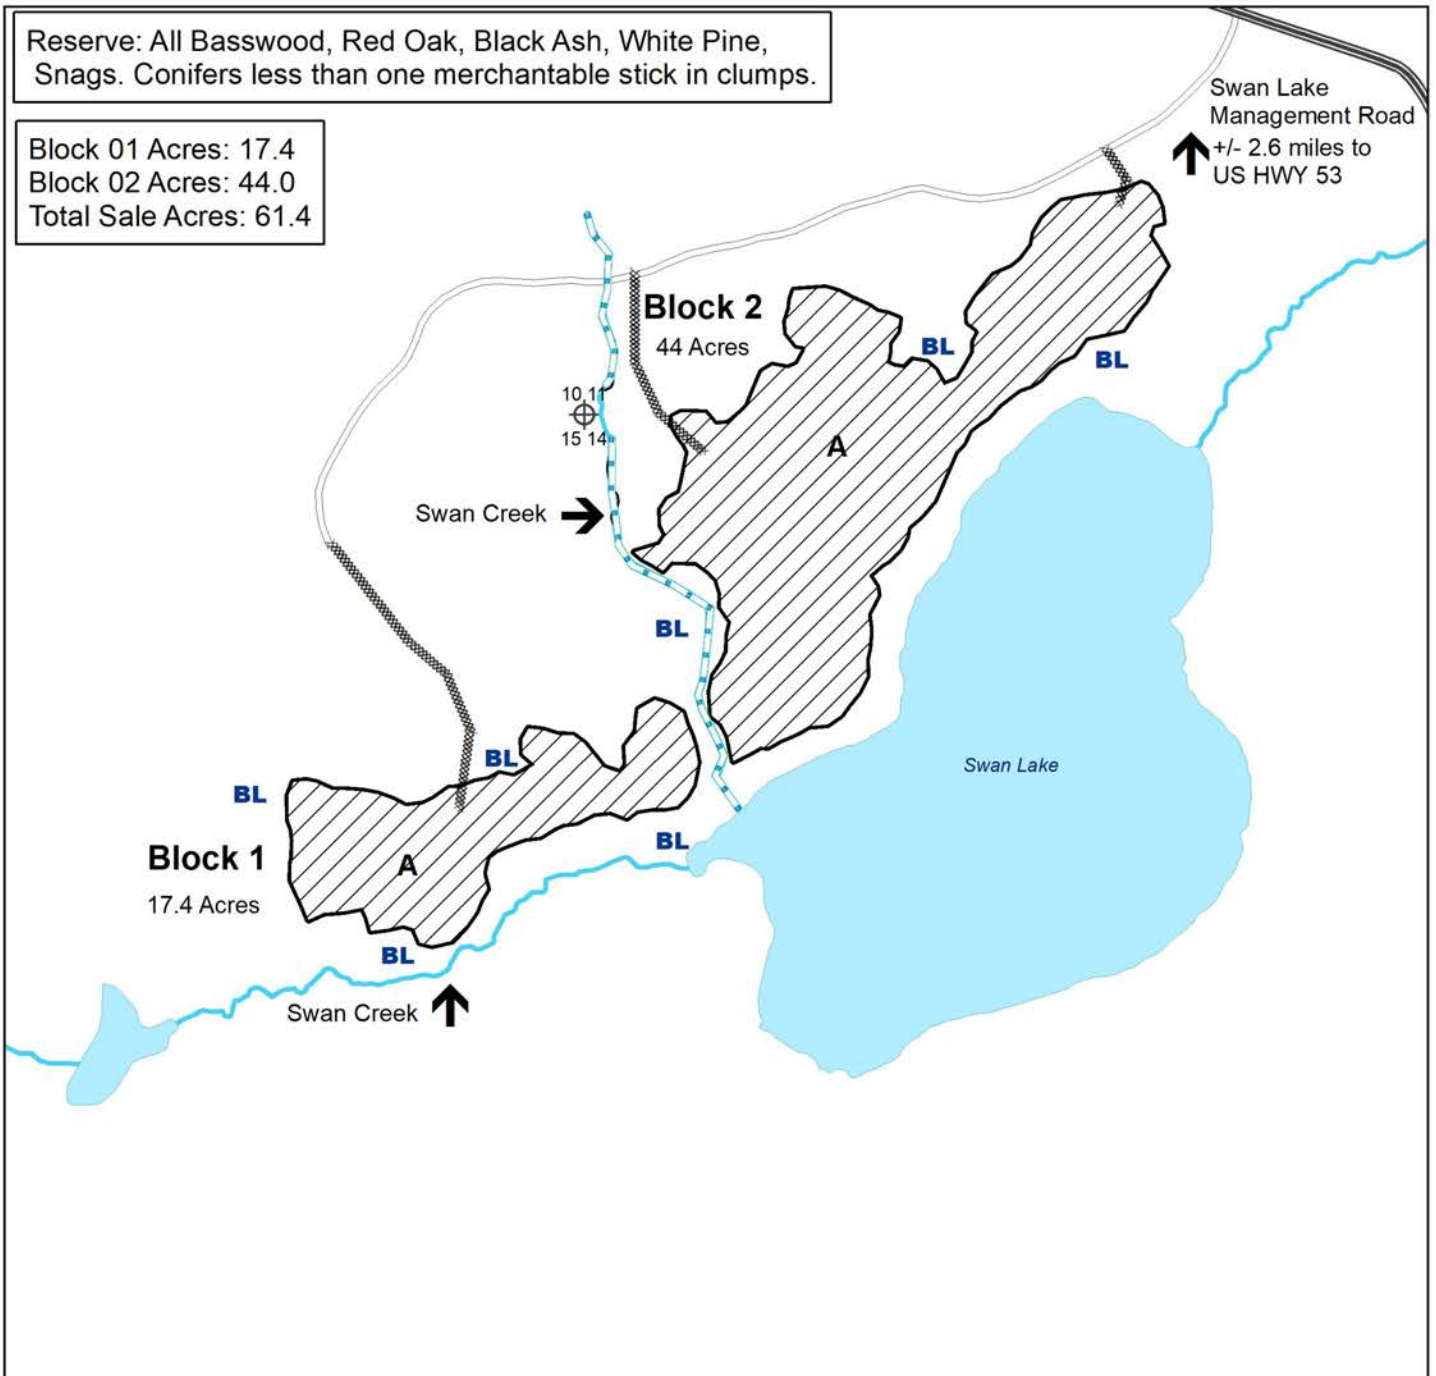 Reserve: All Basswood, Red Oak, Black Ash, White Pine,
Snags. Conifers less than one merchantable stick in clumps.
Block 01 Acres: 17.4
Block 02 Acres: 44.0
Total Sale Acres: 61.4
Swan Lake
Management Road
+/- 2.6 miles to
US HWY 53
Block 2
44 Acres
BL
BL
10 11
15 14
A
Swan Creek
BL
Swan Lake
BL
BL
BL
Block 1
A
17.4 Acres
BL
Swan Creek